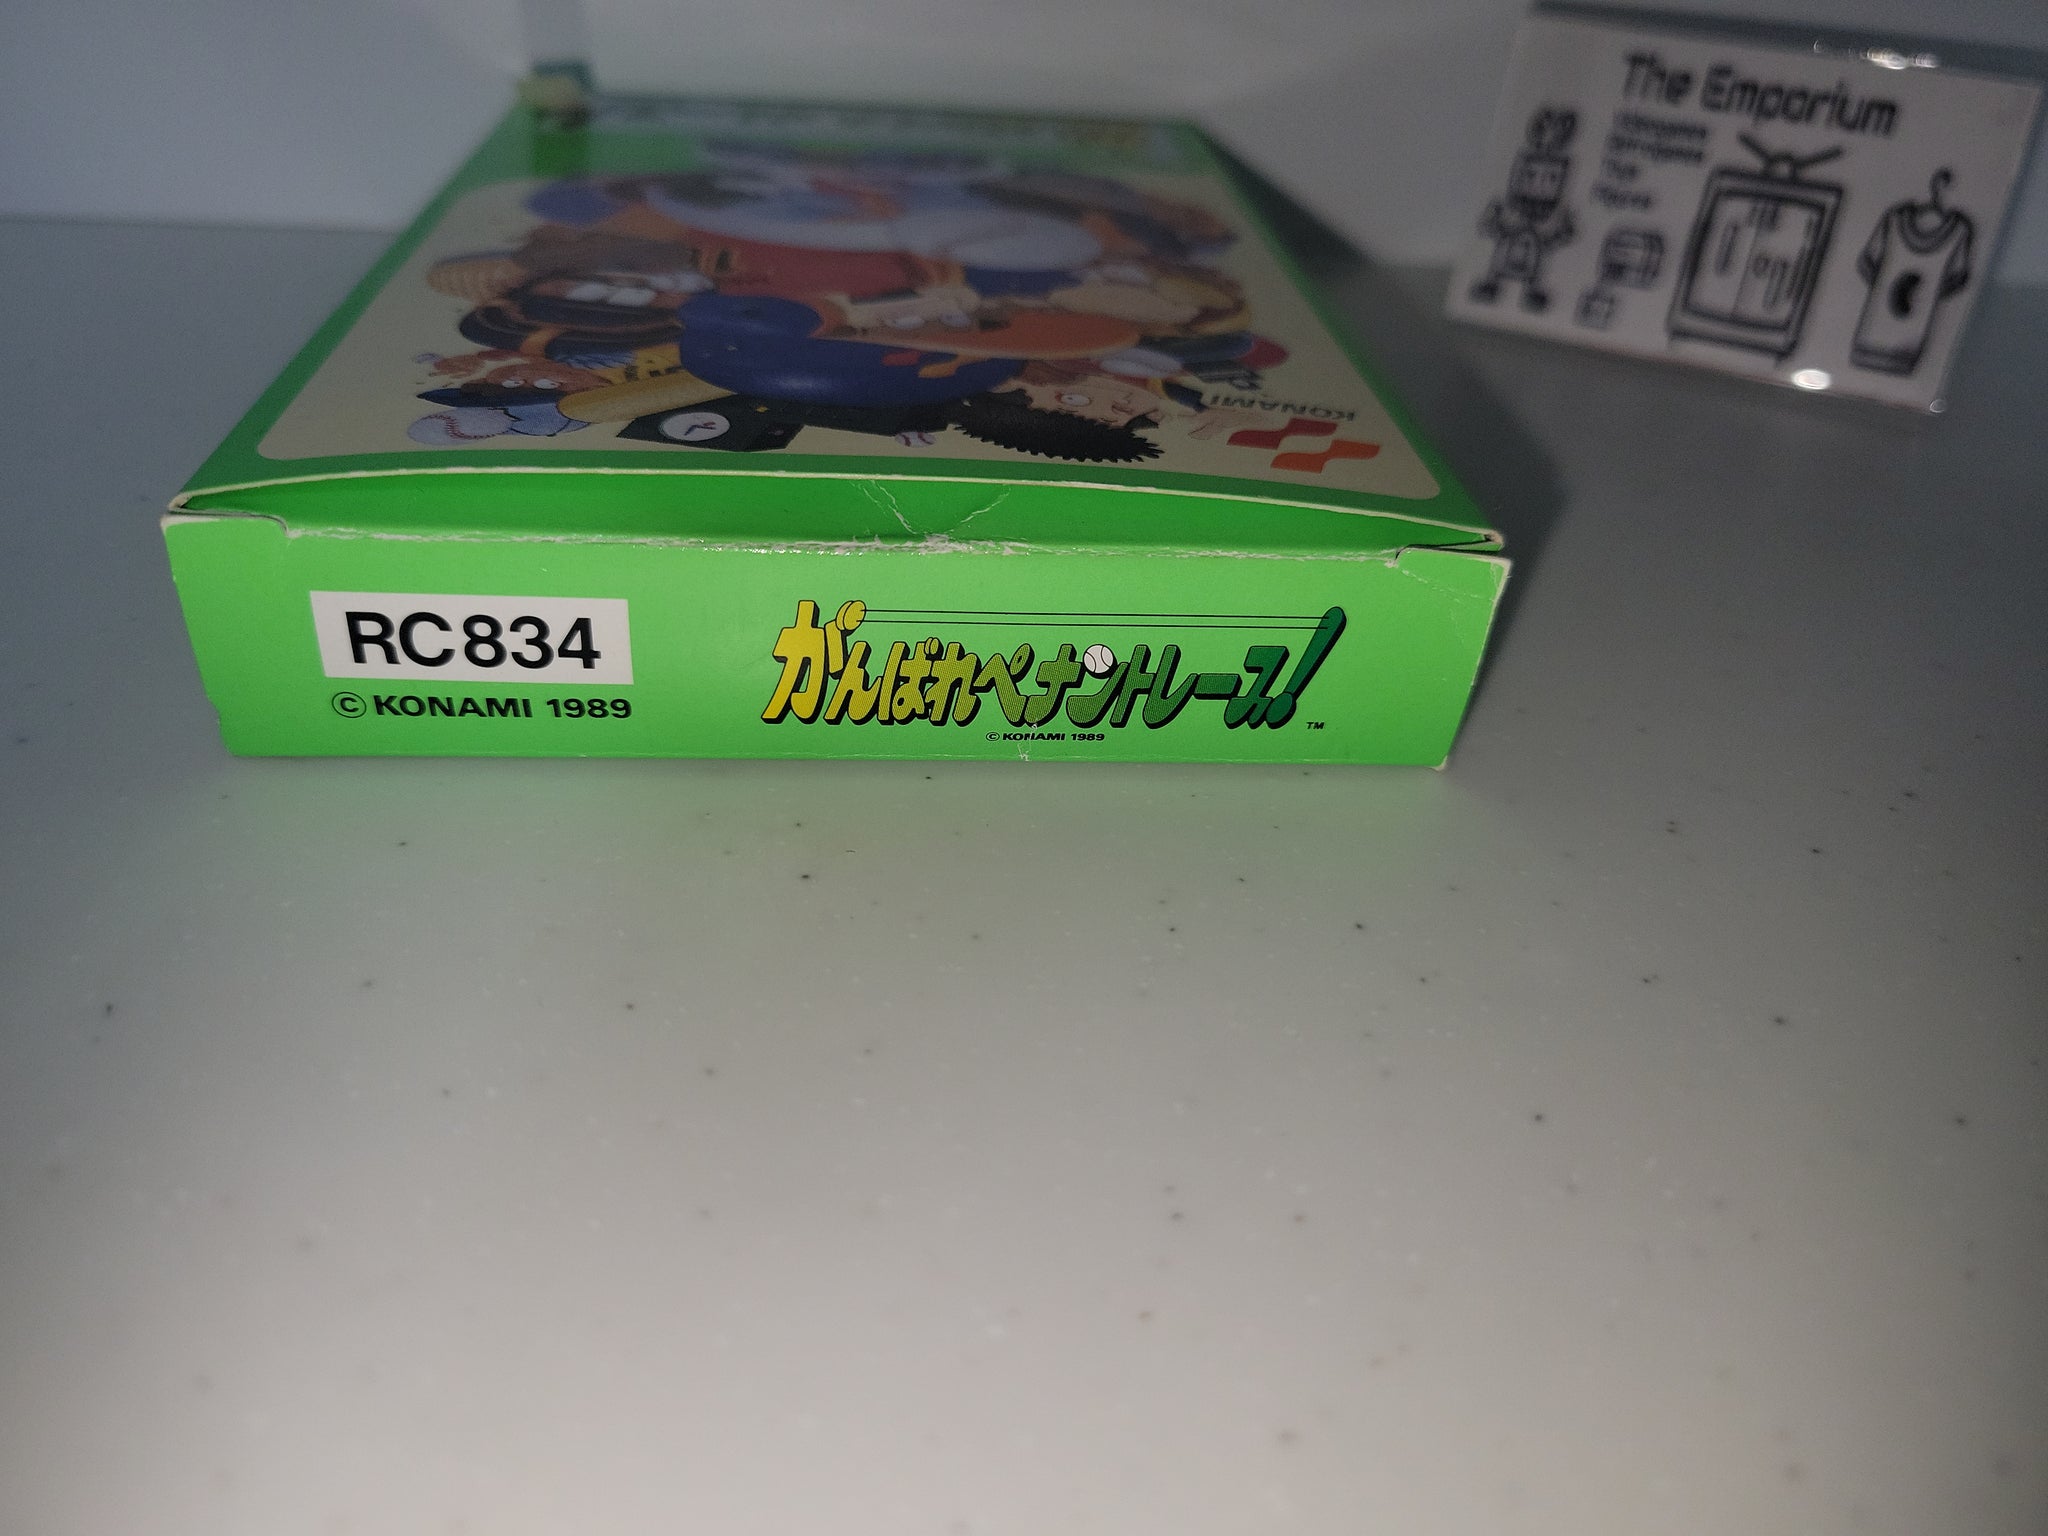 The Emporium
KONAMI
RC834
© KONAMI 1989
がんばれペナントレース!
TM
© KONAMI 1989